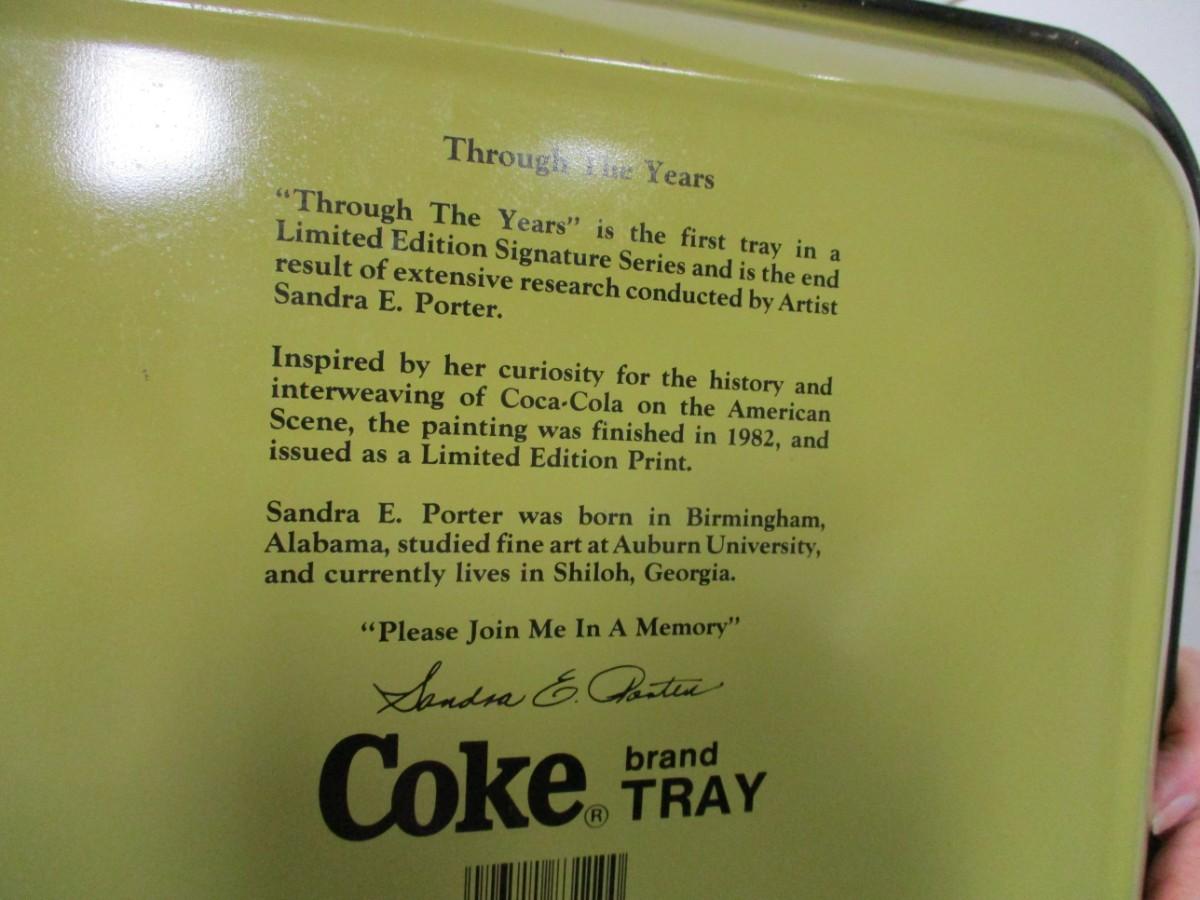 Through The Years
“Through The Years” is the first tray in a
Limited Edition Signature Series and is the end
result of extensive research conducted by Artist
Sandra E. Porter.
Inspired by her curiosity for the history and
interweaving of Coca-Cola on the American
Scene, the painting was finished in 1982, and
issued as a Limited Edition Print.
Sandra E. Porter was born in Birmingham,
Alabama, studied fine art at Auburn University,
and currently lives in Shiloh, Georgia.
“Please Join Me In A Memory”
Sandra E. Porter
Coke® brand TRAY